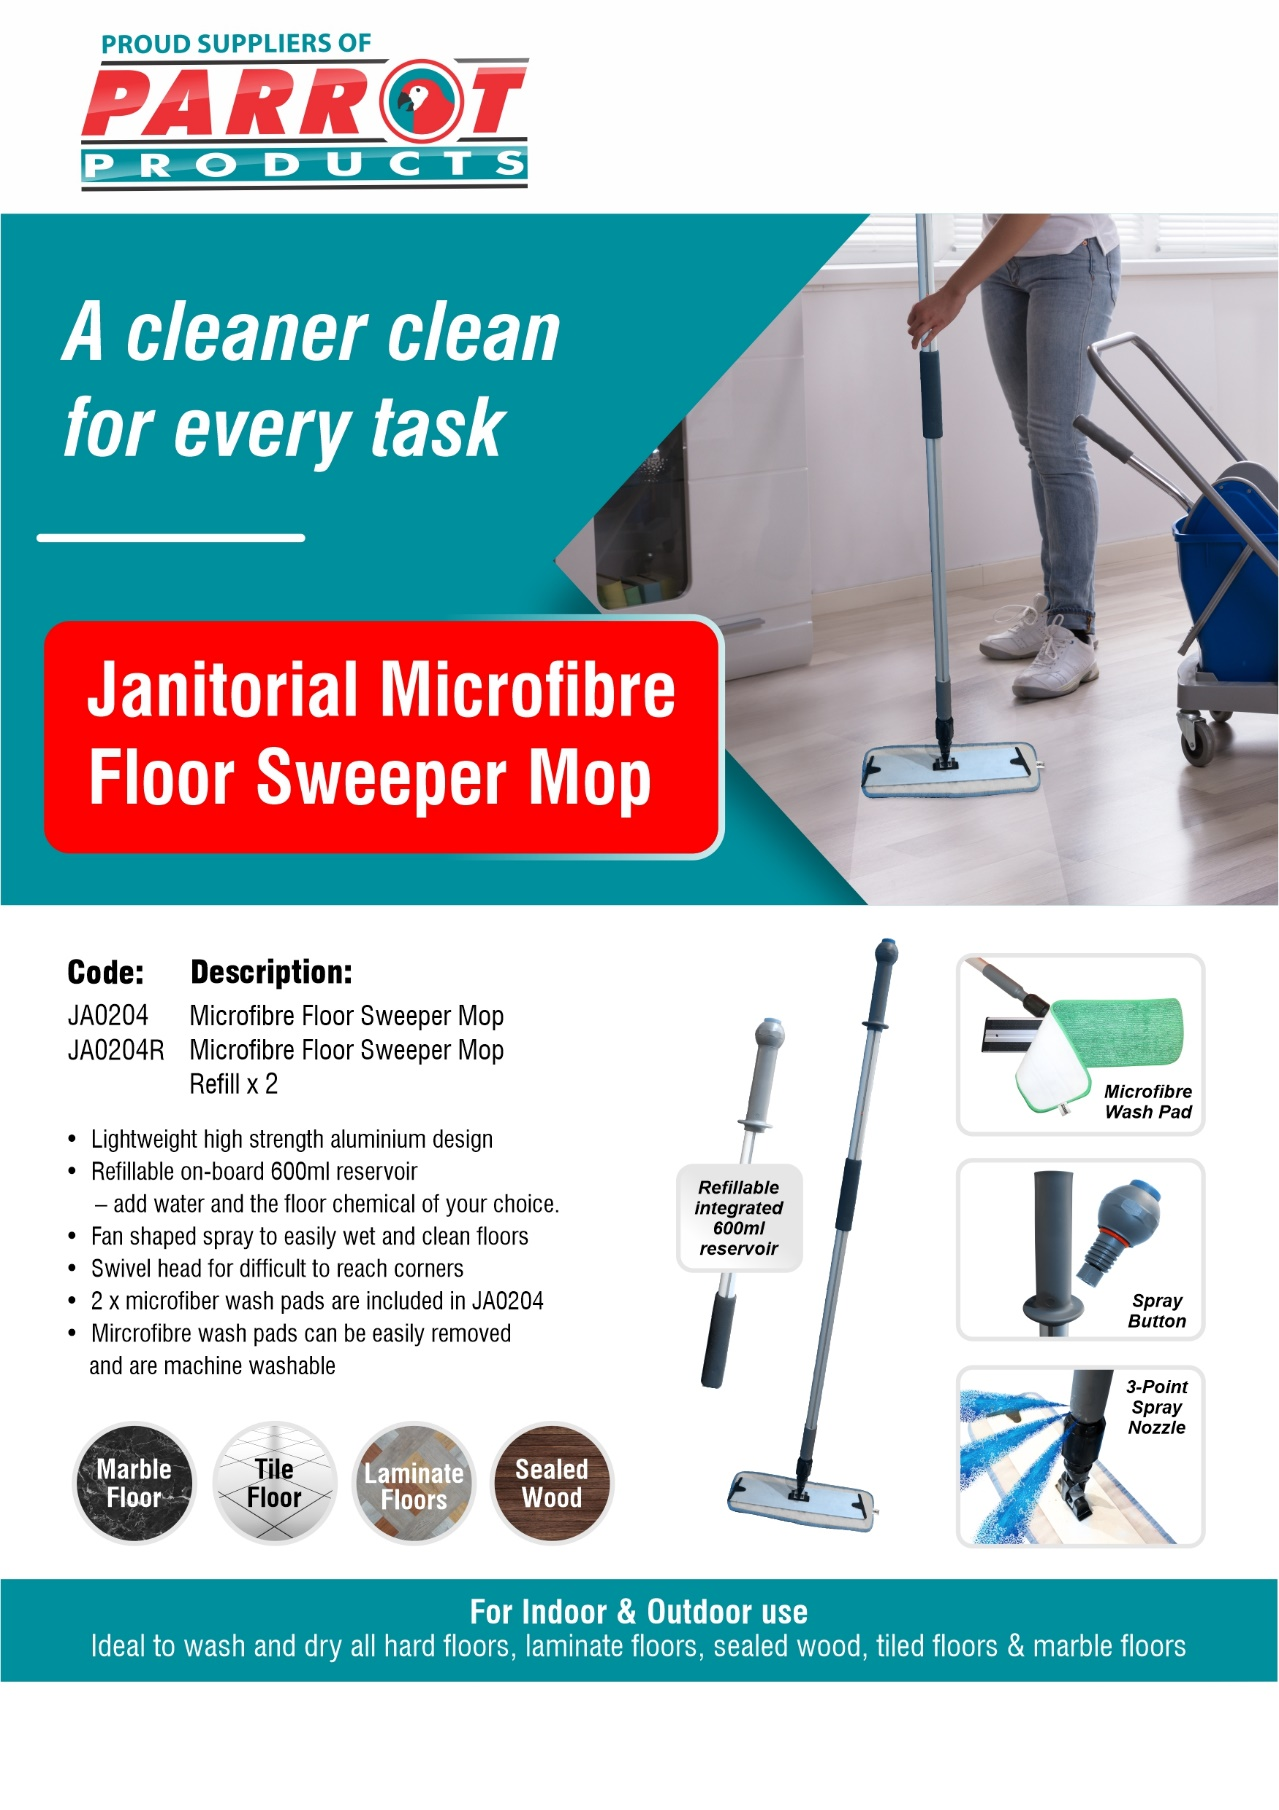 PROUD SUPPLIERS OF
PARROT
PRODUCTS
A cleaner clean
for every task
Janitorial Microfibre
Floor Sweeper Mop
Code: Description:
JA0204 Microfibre Floor Sweeper Mop
JA0204R Microfibre Floor Sweeper Mop
Refill x 2
• Lightweight high strength aluminium design
• Refillable on-board 600ml reservoir
– add water and the floor chemical of your choice.
• Fan shaped spray to easily wet and clean floors
• Swivel head for difficult to reach corners
• 2 x microfiber wash pads are included in JA0204
• Mircrofibre wash pads can be easily removed
and are machine washable
Marble
Floor
Tile
Floor
Laminate
Floors
Sealed
Wood
Refillable
integrated
600ml
reservoir
Microfibre
Wash Pad
Spray
Button
3-Point
Spray
Nozzle
For Indoor & Outdoor use
Ideal to wash and dry all hard floors, laminate floors, sealed wood, tiled floors & marble floors